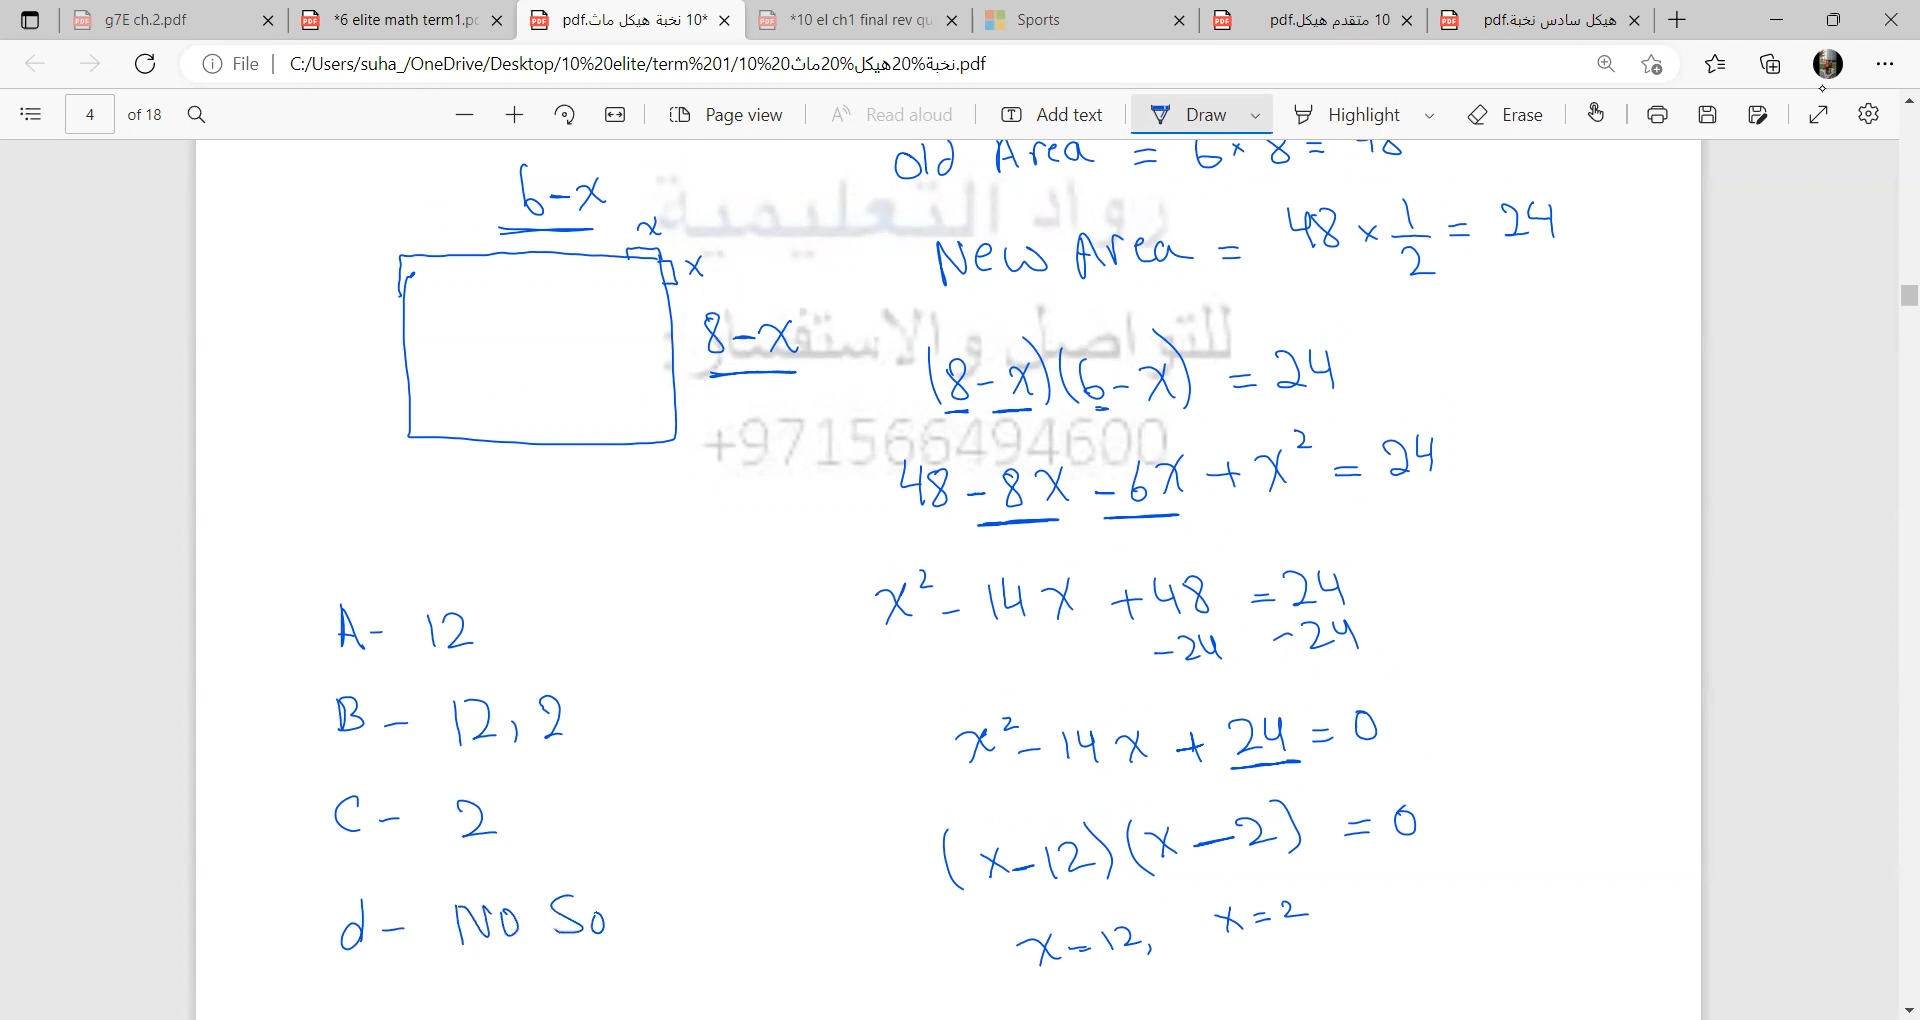 g7E ch.2.pdf
*6 elite math term1.pdf
*10 نخبة هيكل ماث.pdf
*10 el ch1 final rev qu
Sports
10 متقدم هيكل.pdf
هيكل سادس نخبة.pdf
File
C:/Users/suha_/OneDrive/Desktop/10%20elite/term%201/10%20نخبة%20هيكل%20ماث.pdf
4 of 18
Page view
Read aloud
Add text
Draw
Highlight
Erase
Old Area = 6 × 8 = 48
6-x
x
رواد التعليمية
48 × 1/2 = 24
New Area =
x
8-x
للتواصل والاستفسار :
(8-x)(6-x) = 24
+971566494600
48 - 8x - 6x + x² = 24
x² - 14x + 48 = 24
-24 -24
A- 12
B- 12, 2
x² - 14x + 24 = 0
C- 2
(x-12)(x-2) = 0
d- No So
x=12, x=2